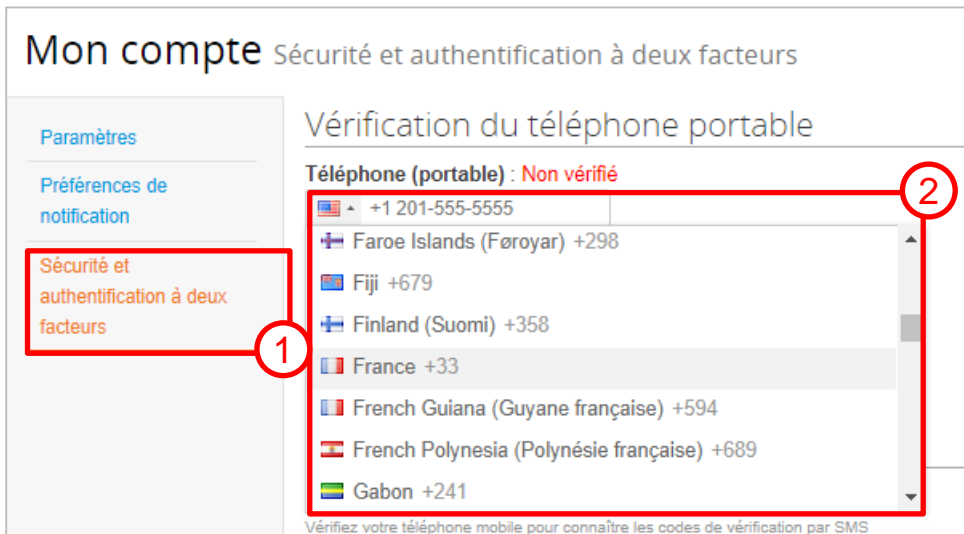 Mon compte Sécurité et authentification à deux facteurs
Paramètres
Préférences de
notification
Sécurité et
authentification à deux
facteurs
1
Vérification du téléphone portable
Téléphone (portable) : Non vérifié
2
+1 201-555-5555
Faroe Islands (Føroyar) +298
Fiji +679
Finland (Suomi) +358
France +33
French Guiana (Guyane française) +594
French Polynesia (Polynésie française) +689
Gabon +241
Vérifiez votre téléphone mobile pour connaître les codes de vérification par SMS